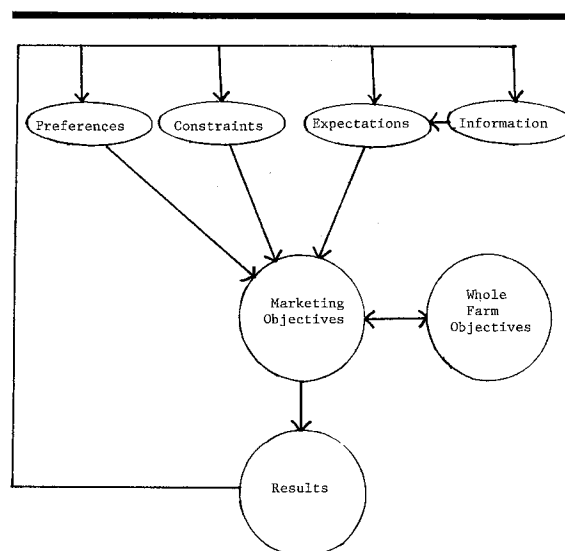 Preferences
Constraints
Expectations
Information
Marketing
Objectives
Whole
Farm
Objectives
Results